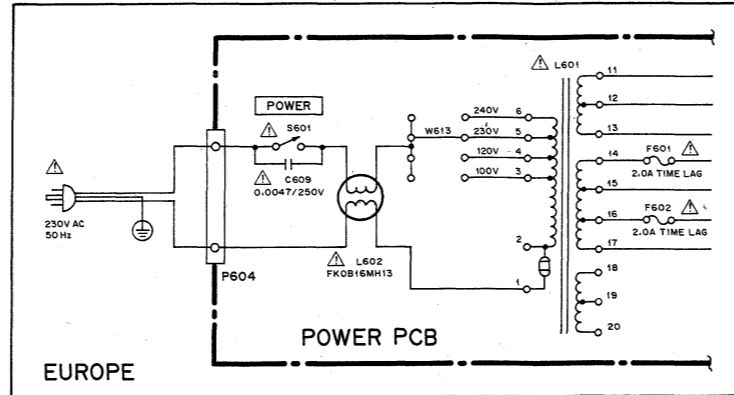 L601
11
POWER
240V 6
12
S601
W613 230V 5
13
120V 4
14 F601
C609
0.0047/250V
100V 3
2.0A TIME LAG
15
16 F602
230V AC
50 Hz
2
2.0A TIME LAG
17
P604
L602
FK0B16MH13
1
18
19
20
POWER PCB
EUROPE